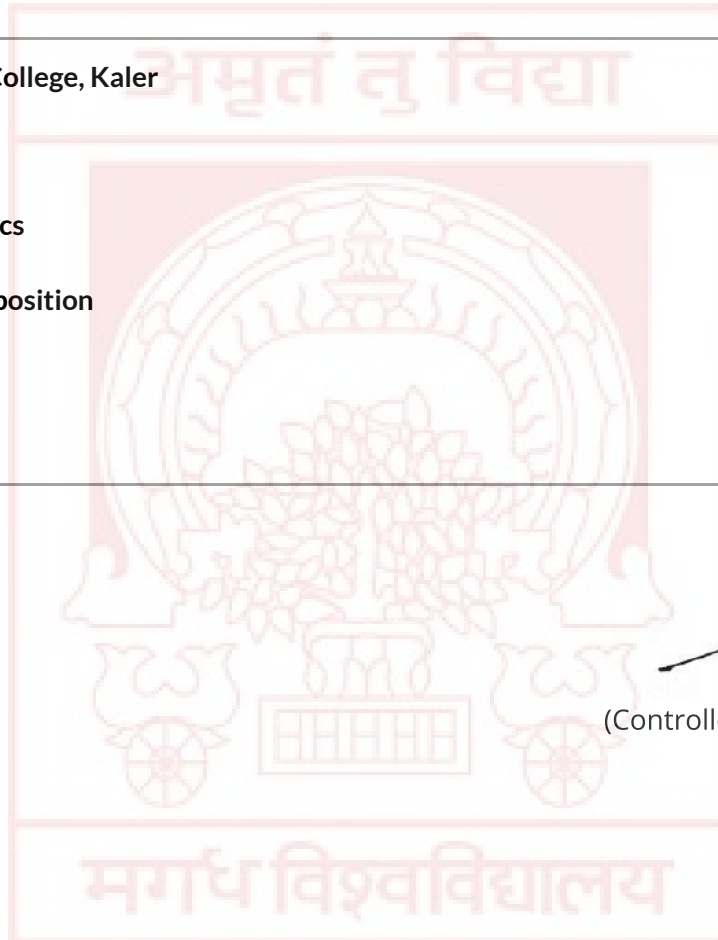 अमृतं तु विद्या
College, Kaler
cs
position
(Controll
मगध विश्वविद्यालय